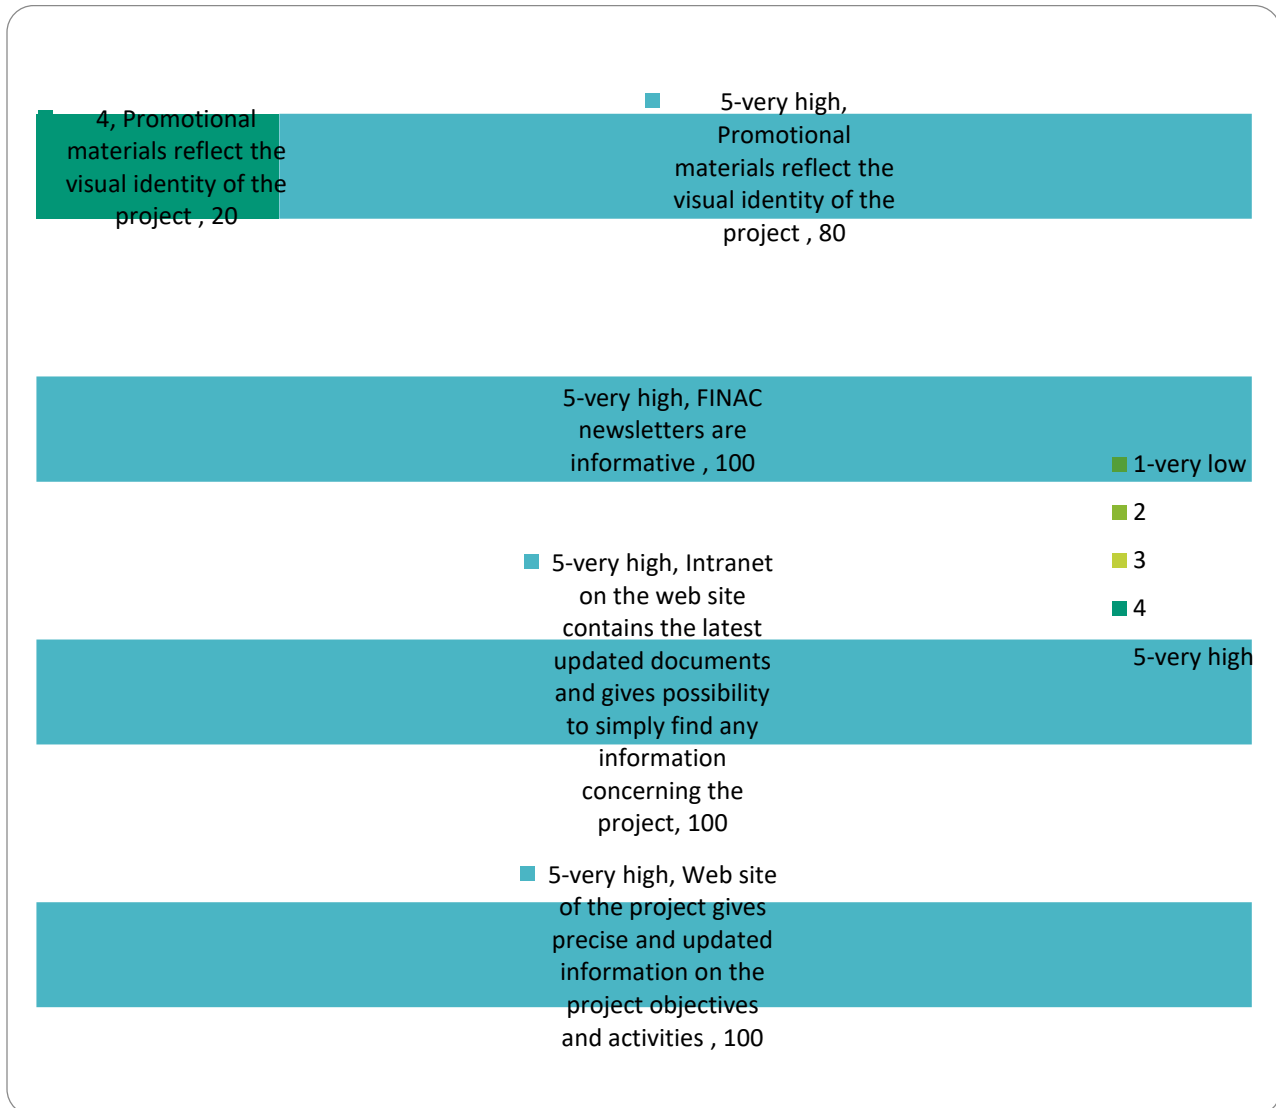 4, Promotional
materials reflect the
visual identity of the
project , 20
5-very high,
Promotional
materials reflect the
visual identity of the
project , 80
5-very high, FINAC
newsletters are
informative , 100
5-very high, Intranet
on the web site
contains the latest
updated documents
and gives possibility
to simply find any
information
concerning the
project, 100
5-very high, Web site
of the project gives
precise and updated
information on the
project objectives
and activities , 100
1-very low
2
3
4
5-very high